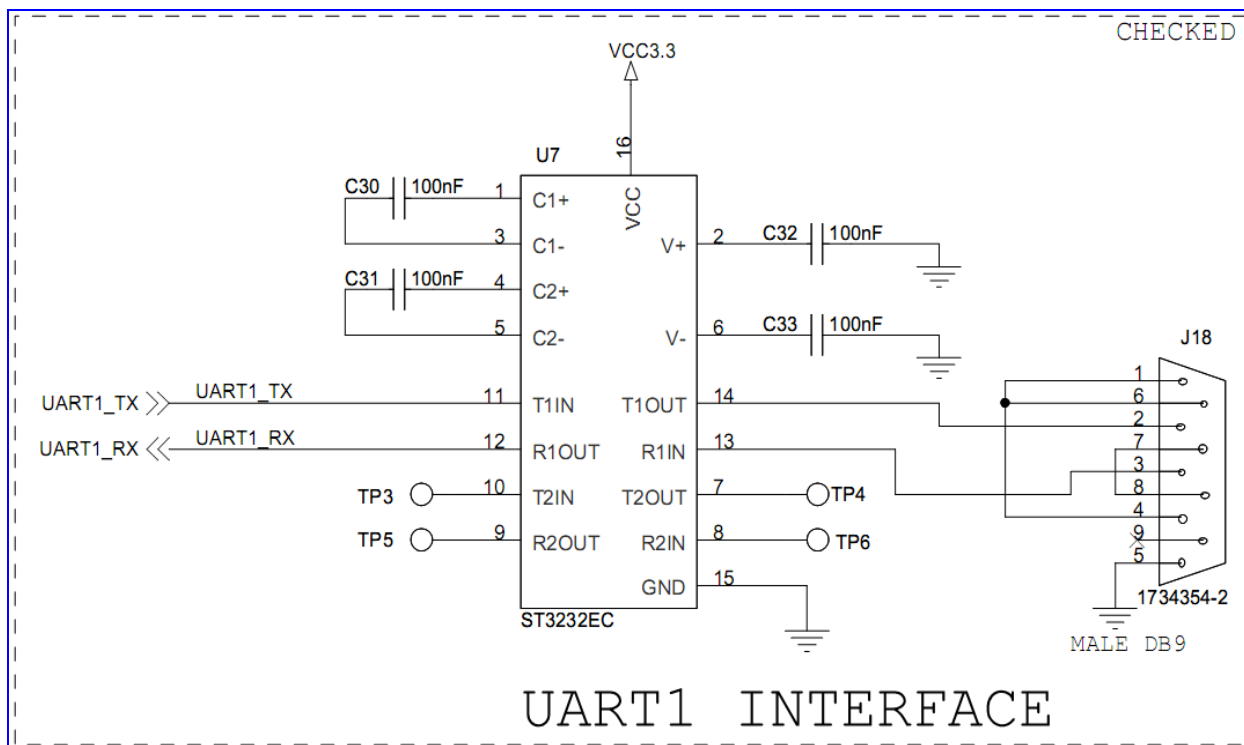 CHECKED
VCC3.3
16
U7
C30 100nF 1 C1+
VCC
3 C1-
V+ 2 C32 100nF
C31 100nF 4 C2+
5 C2-
V- 6 C33 100nF
J18
1
6
2
7
3
8
4
9
5
UART1_TX UART1_TX 11 T1IN
T1OUT 14
UART1_RX UART1_RX 12 R1OUT
R1IN 13
TP3 10 T2IN
T2OUT 7 TP4
TP5 9 R2OUT
R2IN 8 TP6
GND 15
ST3232EC
1734354-2
MALE DB9
UART1 INTERFACE